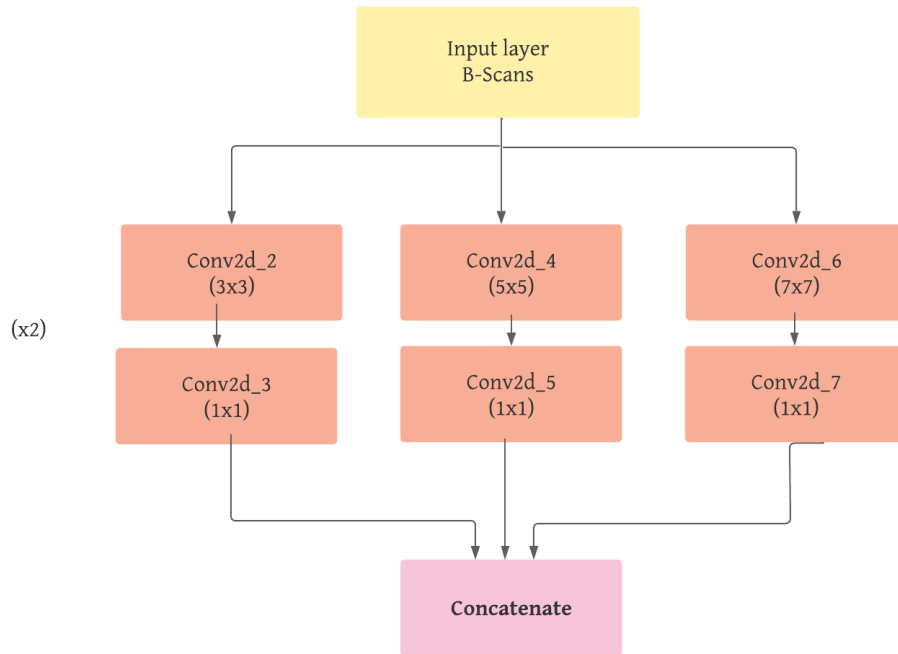 Input layer
B-Scans
Conv2d_2
(3x3)
Conv2d_4
(5x5)
Conv2d_6
(7x7)
(x2)
Conv2d_3
(1x1)
Conv2d_5
(1x1)
Conv2d_7
(1x1)
Concatenate